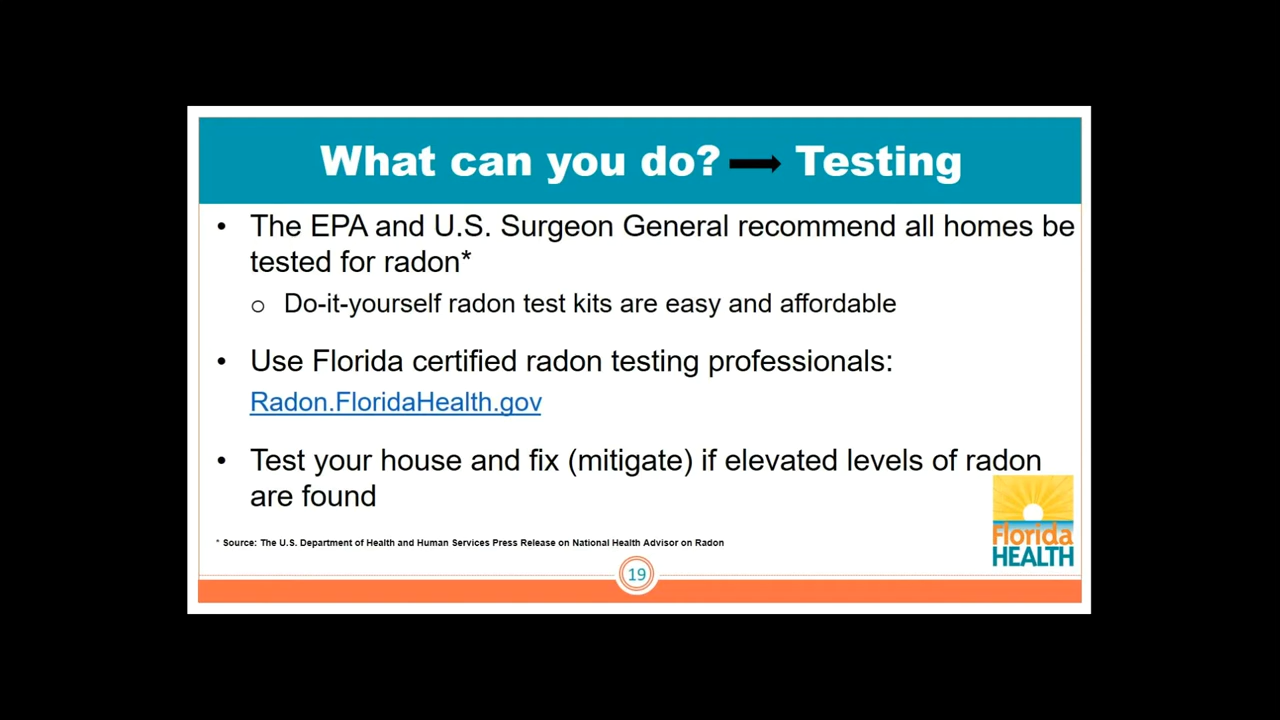 What can you do? → Testing
• The EPA and U.S. Surgeon General recommend all homes be
tested for radon*
o Do-it-yourself radon test kits are easy and affordable
• Use Florida certified radon testing professionals:
Radon.FloridaHealth.gov
• Test your house and fix (mitigate) if elevated levels of radon
are found
* Source: The U.S. Department of Health and Human Services Press Release on National Health Advisor on Radon
Florida
HEALTH
19